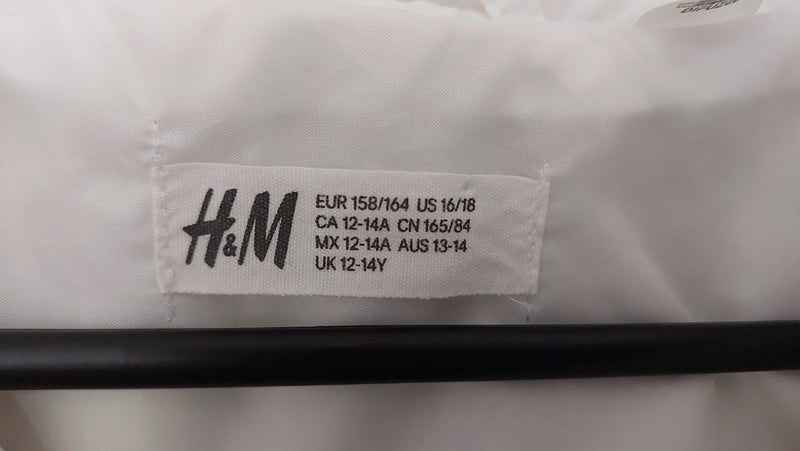 H&M
EUR 158/164 US 16/18
CA 12-14A CN 165/84
MX 12-14A AUS 13-14
UK 12-14Y